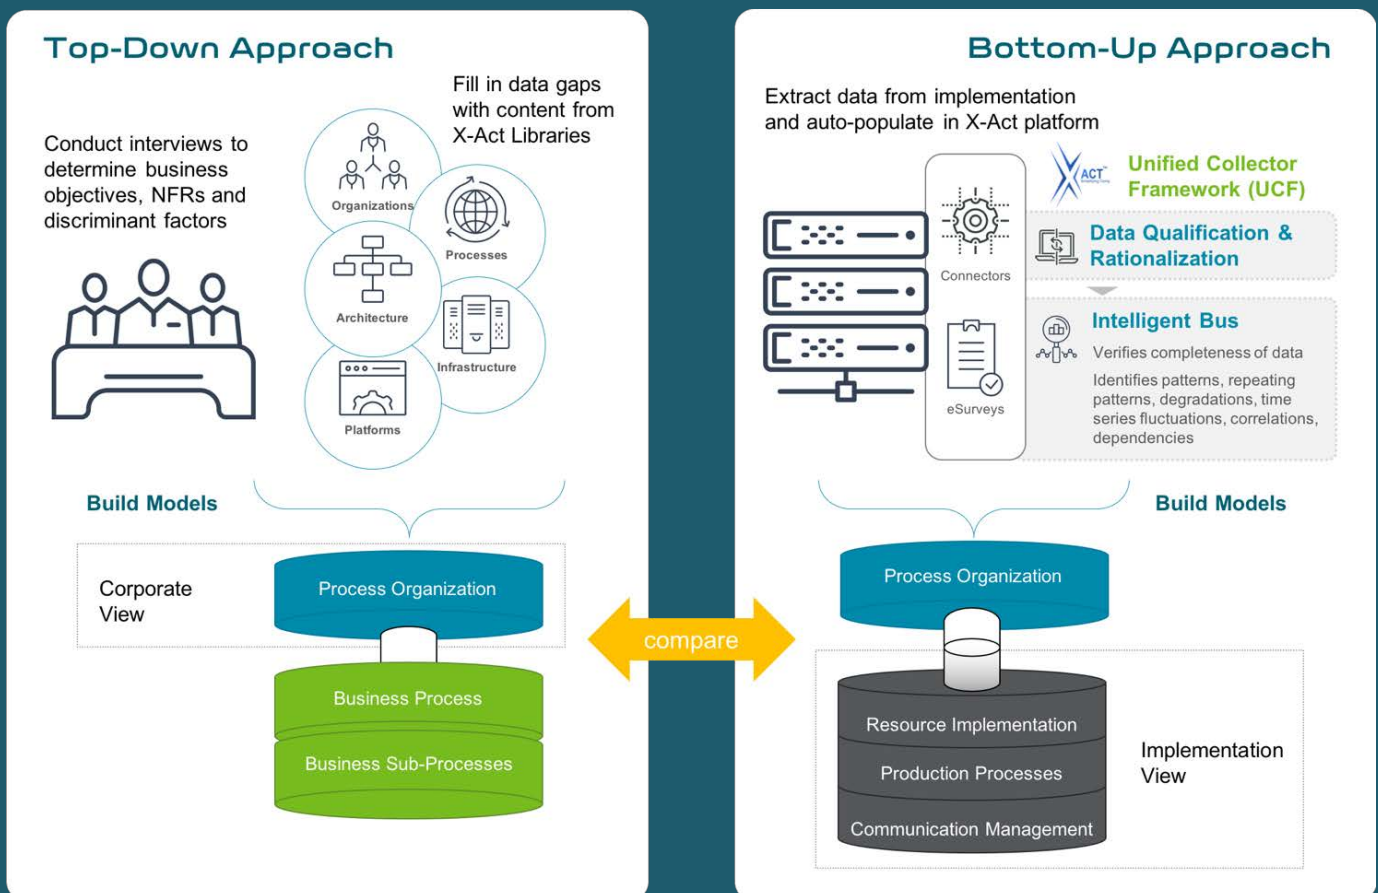 Top-Down Approach
Fill in data gaps
with content from
X-Act Libraries
Conduct interviews to
determine business
objectives, NFRs and
discriminant factors
Organizations
Processes
Architecture
Infrastructure
Platforms
Build Models
Corporate
View
Process Organization
Business Process
Business Sub-Processes
compare
Bottom-Up Approach
Extract data from implementation
and auto-populate in X-Act platform
ACT
Unified Collector
Framework (UCF)
Connectors
eSurveys
Data Qualification &
Rationalization
Intelligent Bus
Verifies completeness of data
Identifies patterns, repeating
patterns, degradations, time
series fluctuations, correlations,
dependencies
Build Models
Process Organization
Resource Implementation
Production Processes
Communication Management
Implementation
View